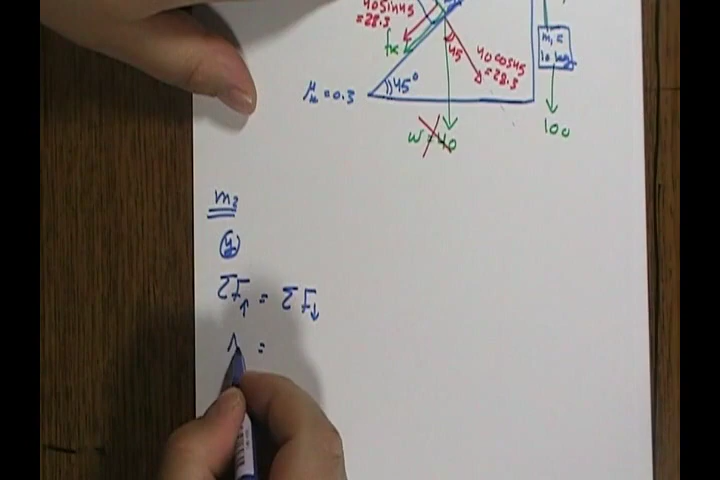 40sin45
=28.3
fk
45
40cos45
=28.3
m₁ =
10 kg
μk = 0.3
45°
w = 40
100
m₂
y
ΣF↑ = ΣF↓
=